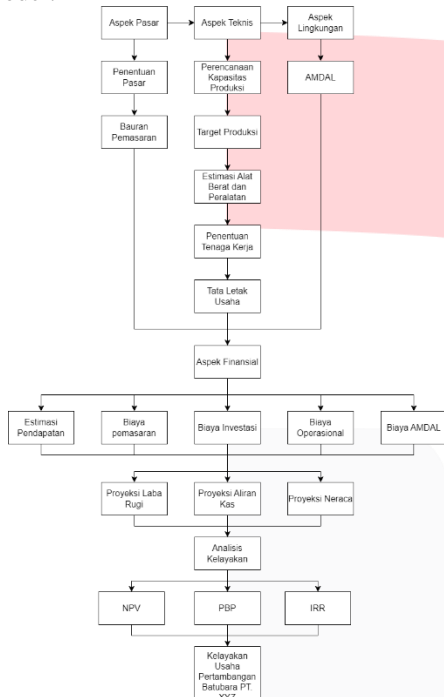 Aspek Pasar
Aspek Teknis
Aspek
Lingkungan
Penentuan
Pasar
Perencanaan
Kapasitas
Produksi
AMDAL
Bauran
Pemasaran
Target Produksi
Estimasi Alat
Berat dan
Peralatan
Penentuan
Tenaga Kerja
Tata Letak
Usaha
Aspek Finansial
Estimasi
Pendapatan
Biaya
pemasaran
Biaya Investasi
Biaya
Operasional
Biaya AMDAL
Proyeksi Laba
Rugi
Proyeksi Aliran
Kas
Proyeksi Neraca
Analisis
Kelayakan
NPV
PBP
IRR
Kelayakan
Usaha
Pertambangan
Batubara PT.
XYZ